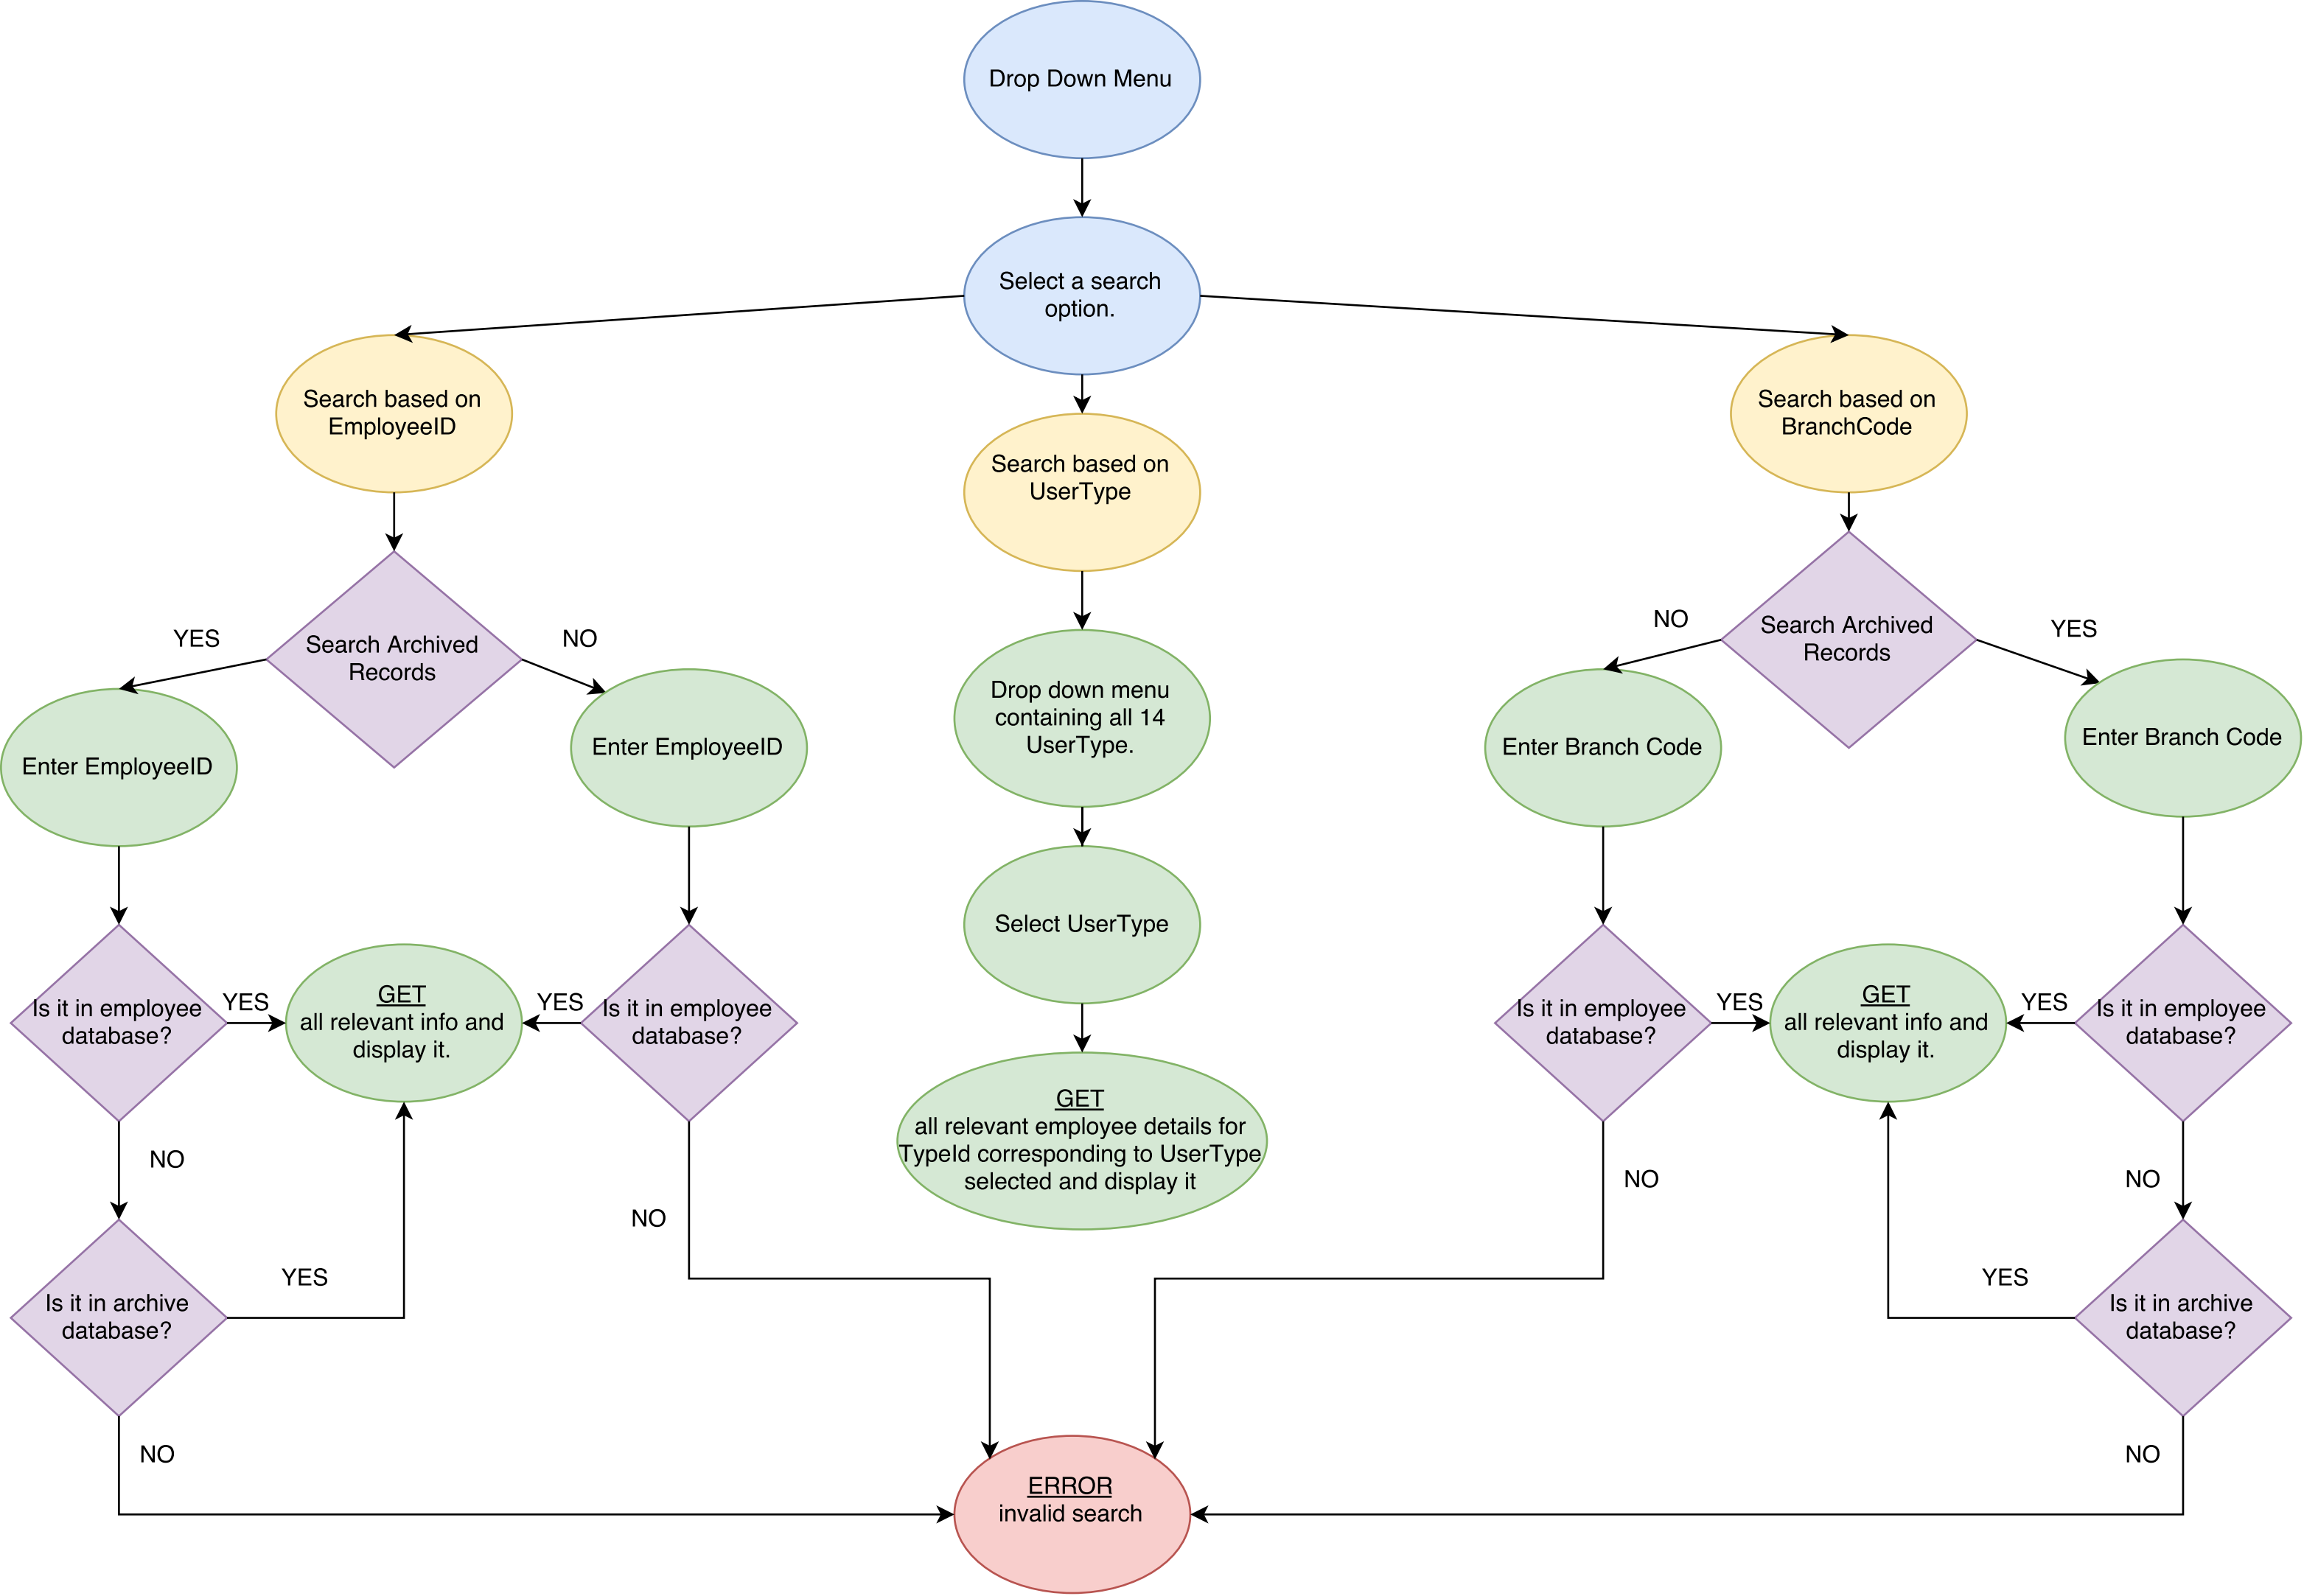 Drop Down Menu
Select a search
option.
Search based on
EmployeeID
Search based on
UserType
Search based on
BranchCode
YES
Search Archived
Records
NO
NO
Search Archived
Records
YES
Enter EmployeeID
Enter EmployeeID
Drop down menu
containing all 14
UserType.
Enter Branch Code
Enter Branch Code
Select UserType
Is it in employee
database?
YES
GET
all relevant info and
display it.
YES
Is it in employee
database?
Is it in employee
database?
YES
GET
all relevant info and
display it.
YES
Is it in employee
database?
GET
all relevant employee details for
TypeId corresponding to UserType
selected and display it
NO
NO
NO
NO
Is it in archive
database?
YES
YES
Is it in archive
database?
NO
NO
ERROR
invalid search